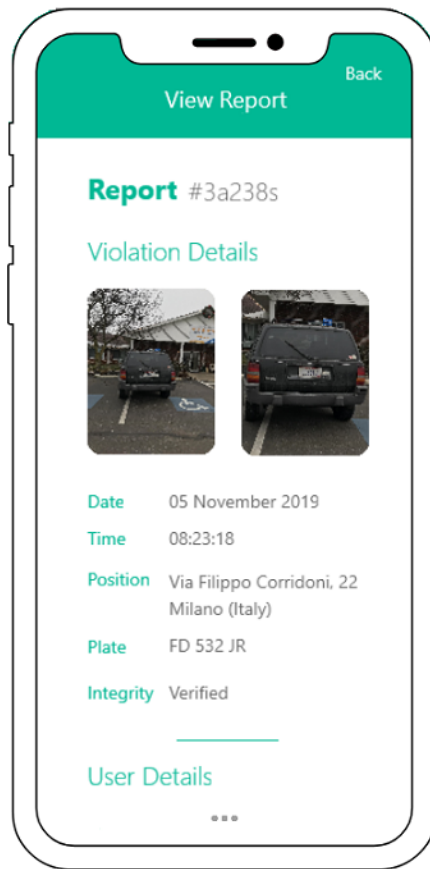 Back
View Report
Report #3a238s
Violation Details
Date 05 November 2019
Time 08:23:18
Position Via Filippo Corridoni, 22
Milano (Italy)
Plate FD 532 JR
Integrity Verified
User Details